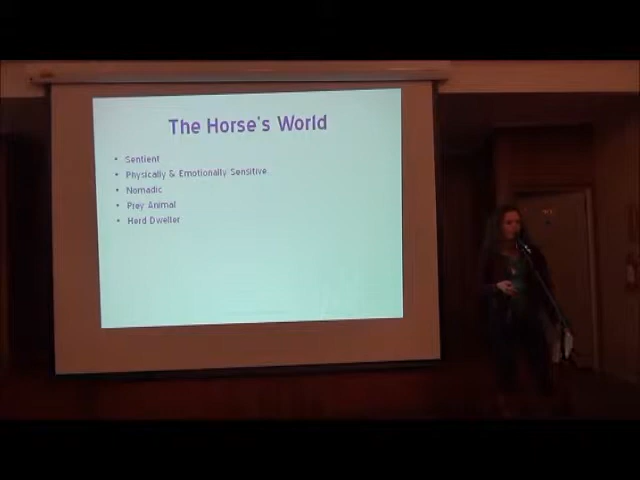 The Horse's World
• Sentient
• Physically & Emotionally Sensitive
• Nomadic
• Prey Animal
• Herd Dweller